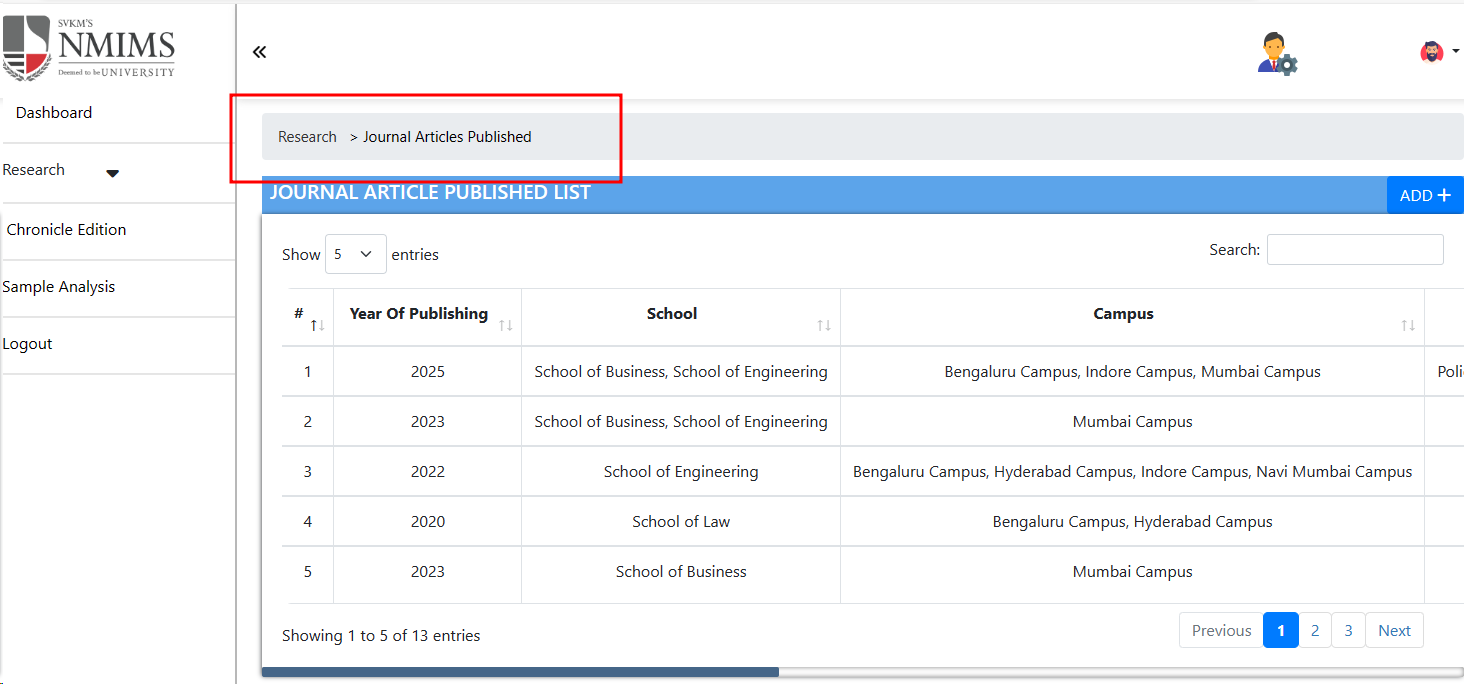 SVKM'S
NMIMS
Deemed to be UNIVERSITY
Dashboard
Research
Chronicle Edition
Sample Analysis
Logout
Research > Journal Articles Published
JOURNAL ARTICLE PUBLISHED LIST
ADD +
Show 5 entries
Search:
# Year Of Publishing School Campus
1 2025 School of Business, School of Engineering Bengaluru Campus, Indore Campus, Mumbai Campus Poli
2 2023 School of Business, School of Engineering Mumbai Campus
3 2022 School of Engineering Bengaluru Campus, Hyderabad Campus, Indore Campus, Navi Mumbai Campus
4 2020 School of Law Bengaluru Campus, Hyderabad Campus
5 2023 School of Business Mumbai Campus
Showing 1 to 5 of 13 entries
Previous 1 2 3 Next